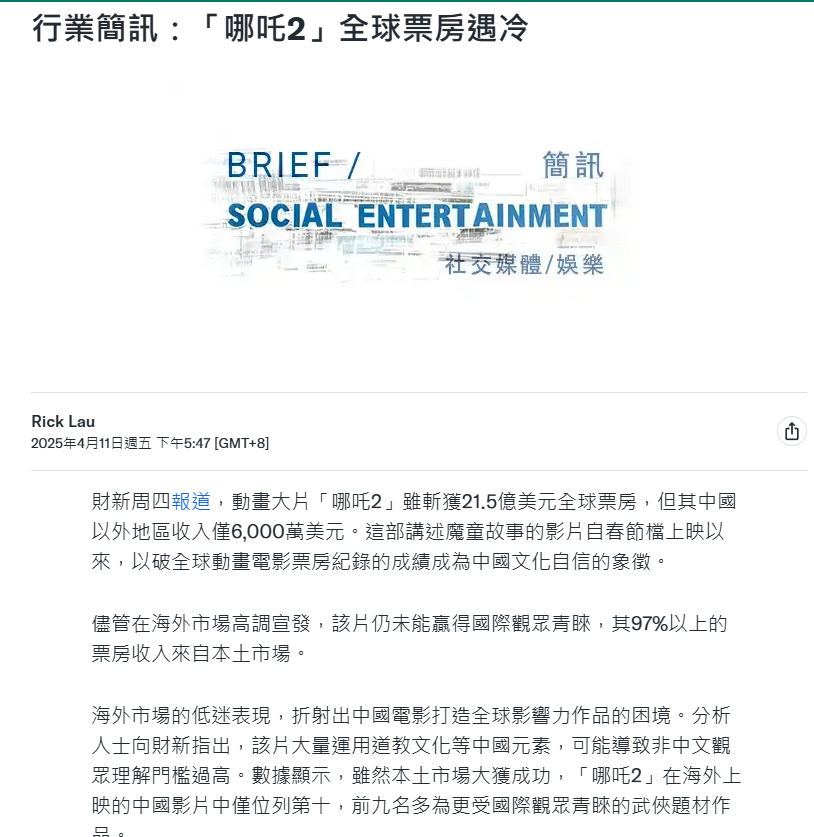 行業簡訊：「哪吒2」全球票房遇冷
BRIEF / 簡訊
SOCIAL ENTERTAINMENT
社交媒體/娛樂
Rick Lau
2025年4月11日週五 下午5:47 [GMT+8]
財新周四報道，動畫大片「哪吒2」雖斬獲21.5億美元全球票房，但其中國
以外地區收入僅6,000萬美元。這部講述魔童故事的影片自春節檔上映以
來，以破全球動畫電影票房紀錄的成績成為中國文化自信的象徵。
儘管在海外市場高調宣發，該片仍未能贏得國際觀眾青睞，其97%以上的
票房收入來自本土市場。
海外市場的低迷表現，折射出中國電影打造全球影響力作品的困境。分析
人士向財新指出，該片大量運用道教文化等中國元素，可能導致非中文觀
眾理解門檻過高。數據顯示，雖然本土市場大獲成功，「哪吒2」在海外上
映的中國影片中僅位列第十，前九名多為更受國際觀眾青睞的武俠題材作
品。